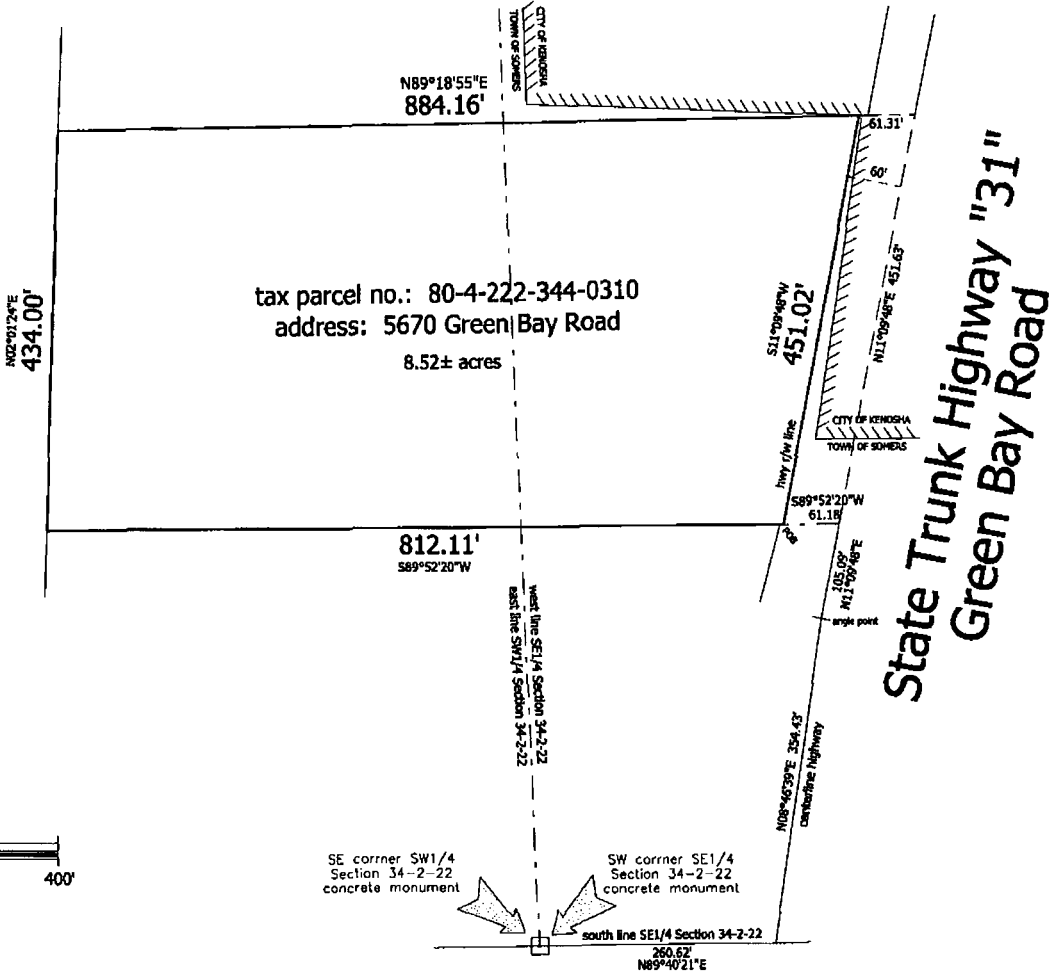 CITY OF KENOSHA
TOWN OF SOMERS
N89°18'55"E
884.16'
61.31'
60'
N02°01'24"E
434.00'
tax parcel no.: 80-4-222-344-0310
address: 5670 Green Bay Road
8.52± acres
S11°09'48"W
451.02'
N11°09'48"E 451.63'
hwy r/w line
CITY OF KENOSHA
TOWN OF SOMERS
State Trunk Highway "31"
Green Bay Road
S89°52'20"W
61.18'
POB
812.11'
S89°52'20"W
105.09'
N11°09'48"E
angle point
west line SE1/4 Section 34-2-22
east line SW1/4 Section 34-2-22
N08°46'39"E 354.43'
centerline highway
400'
SE corrner SW1/4
Section 34-2-22
concrete monument
SW corrner SE1/4
Section 34-2-22
concrete monument
south line SE1/4 Section 34-2-22
260.62'
N89°40'21"E